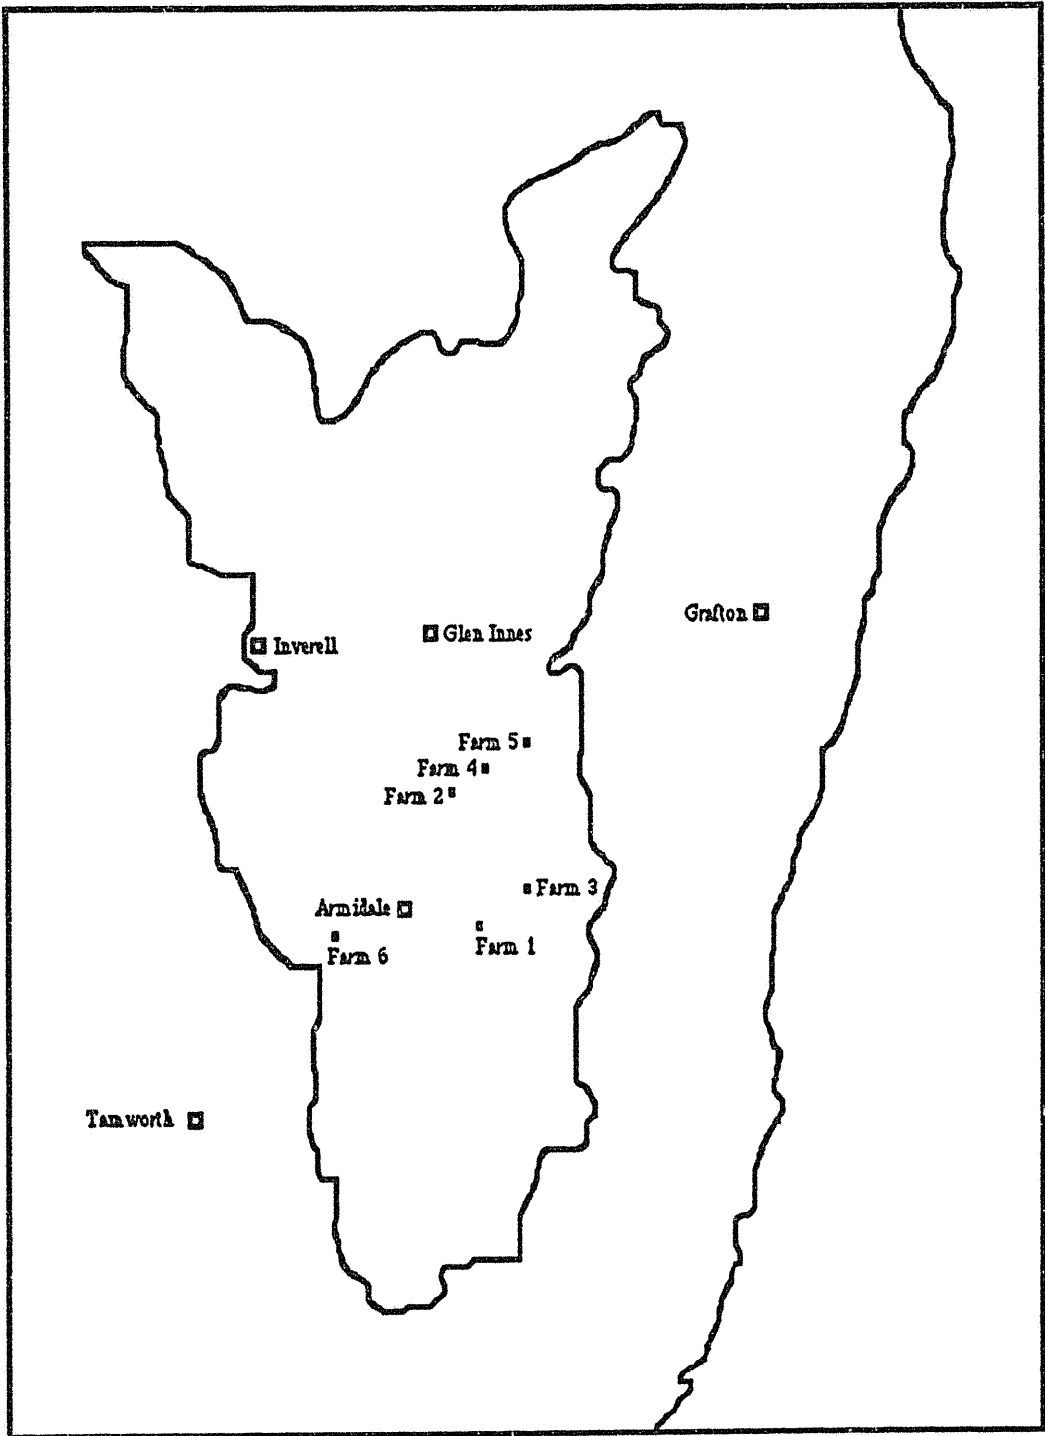 Grafton
Glen Innes
Inverell
Farm 5
Farm 4
Farm 2
Farm 3
Armidale
Farm 1
Farm 6
Tamworth